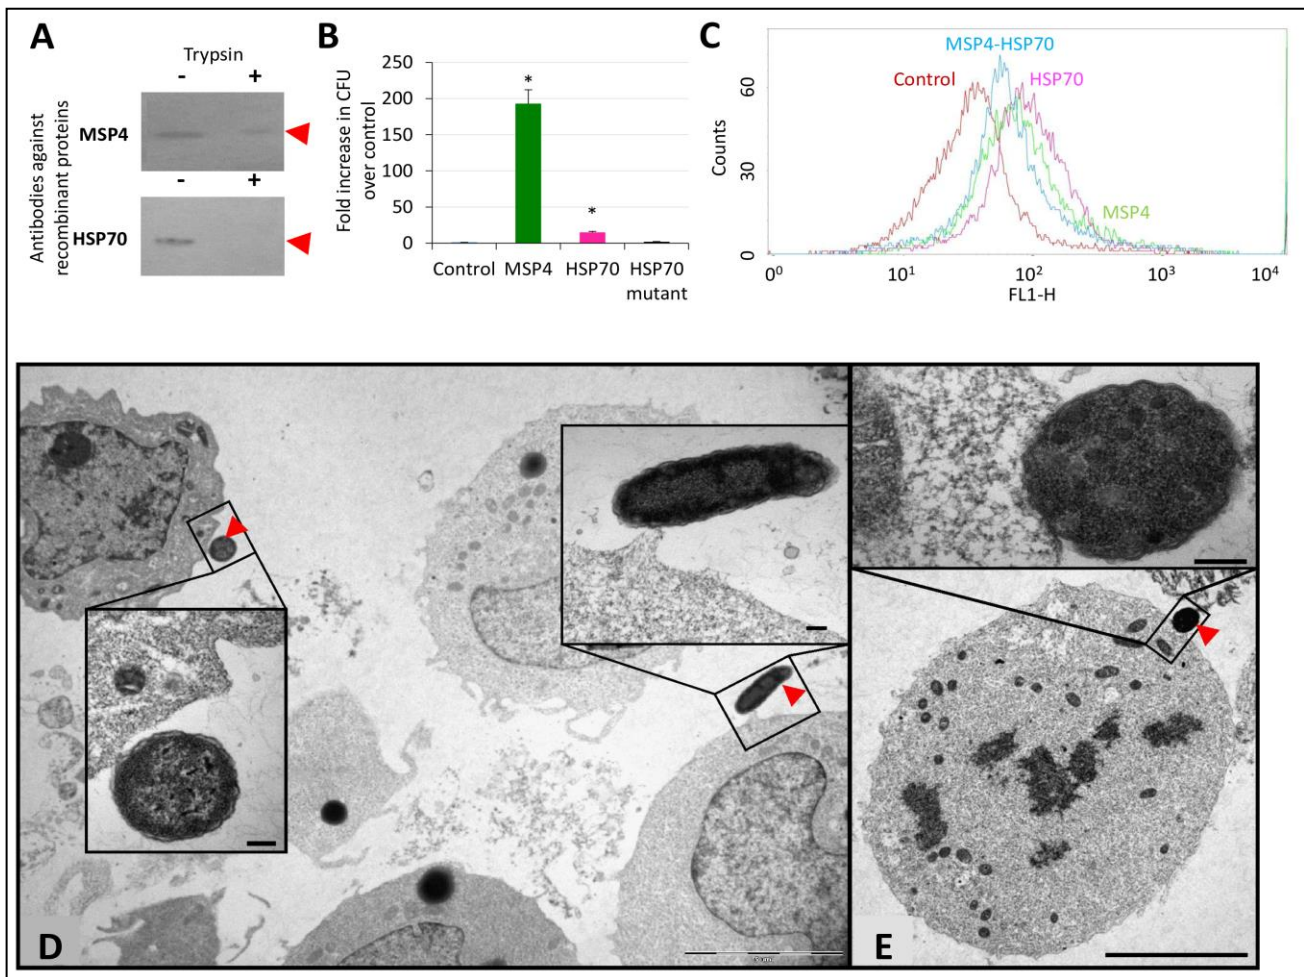 A
Trypsin
- +
MSP4
- +
HSP70
Antibodies against
recombinant proteins
B
Fold increase in CFU
over control
250
200
150
100
50
0
*
*
Control MSP4 HSP70 HSP70
mutant
C
Counts
60
30
0
MSP4-HSP70
Control
HSP70
MSP4
10⁰ 10¹ 10² 10³ 10⁴
FL1-H
D
E